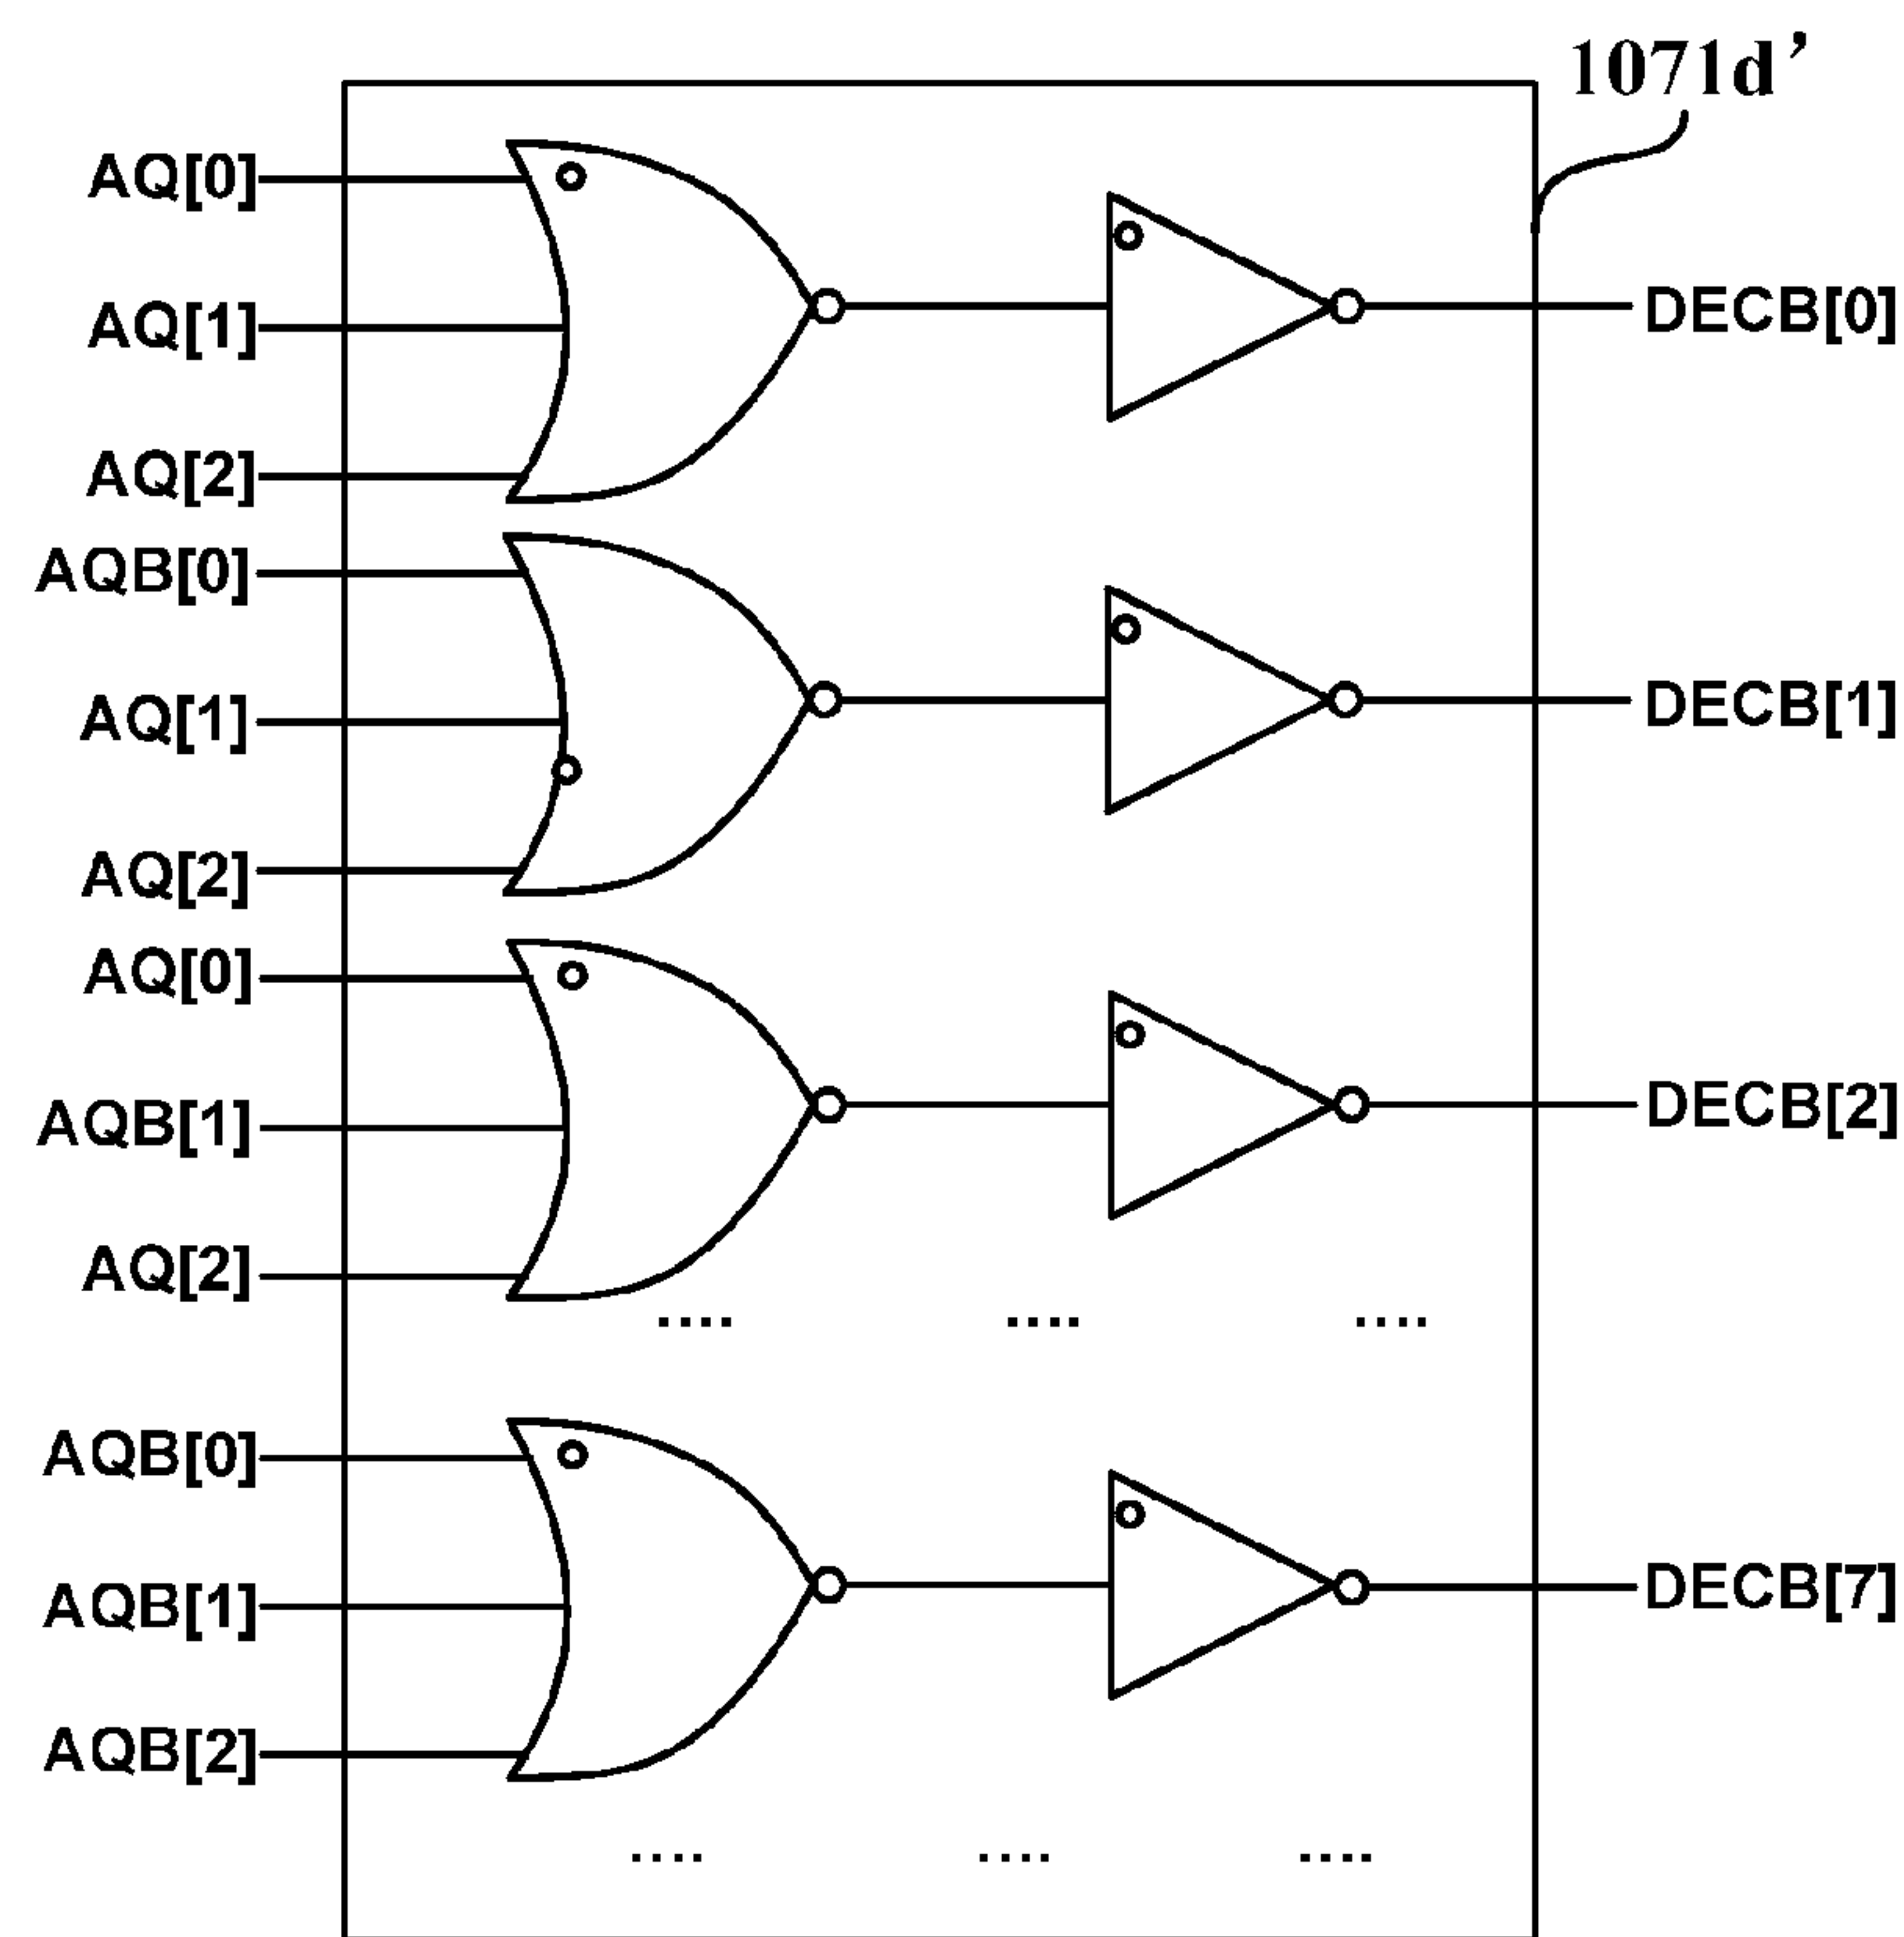 1071d’
AQ[0]
AQ[1]
DECB[0]
AQ[2]
AQB[0]
AQ[1]
DECB[1]
AQ[2]
AQ[0]
AQB[1]
DECB[2]
AQ[2]
....
....
....
AQB[0]
AQB[1]
DECB[7]
AQB[2]
....
....
....